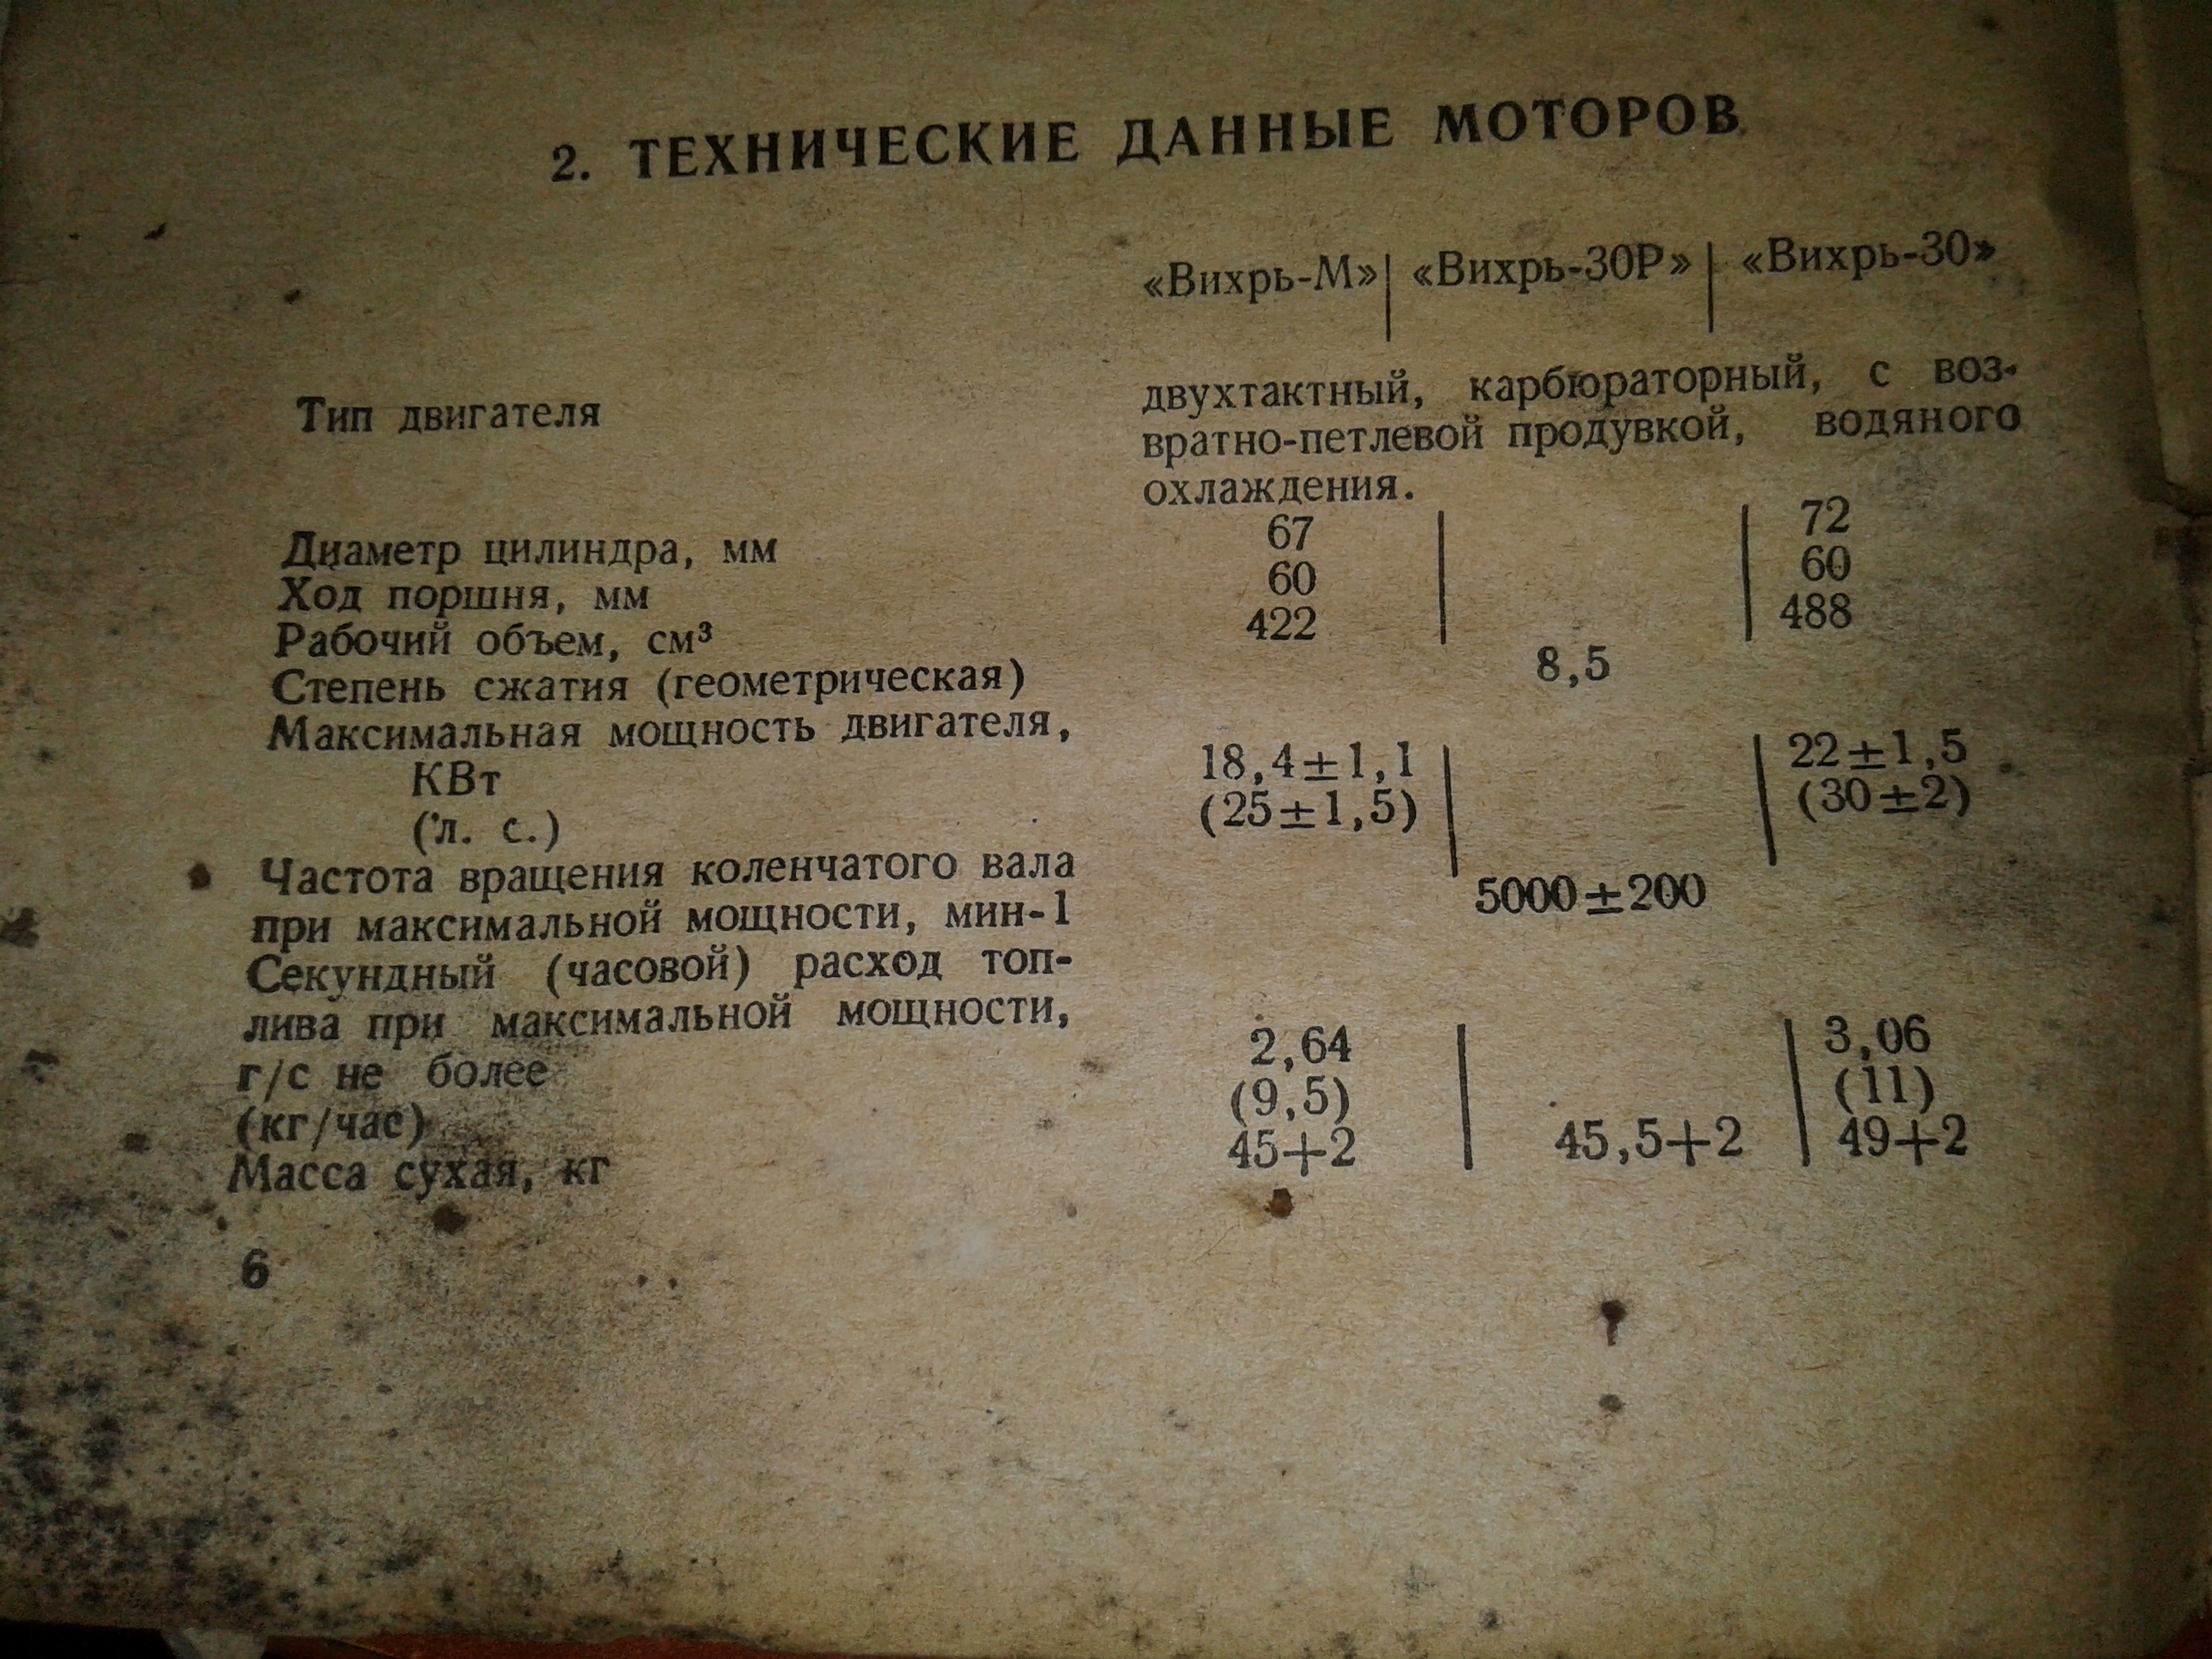 2. ТЕХНИЧЕСКИЕ ДАННЫЕ МОТОРОВ
«Вихрь-М» | «Вихрь-30Р» | «Вихрь-30»
Тип двигателя двухтактный, карбюраторный, с воз-
вратно-петлевой продувкой, водяного
охлаждения.
Диаметр цилиндра, мм 67 | | 72
Ход поршня, мм 60 | | 60
Рабочий объем, см³ 422 | | 488
Степень сжатия (геометрическая) 8,5
Максимальная мощность двигателя,
КВт 18,4±1,1 | | 22±1,5
(л. с.) (25±1,5) | | (30±2)
Частота вращения коленчатого вала
при максимальной мощности, мин-1 5000±200
Секундный (часовой) расход топ-
лива при максимальной мощности,
г/с не более 2,64 | | 3,06
(кг/час) (9,5) | | (11)
Масса сухая, кг 45+2 | 45,5+2 | 49+2
6